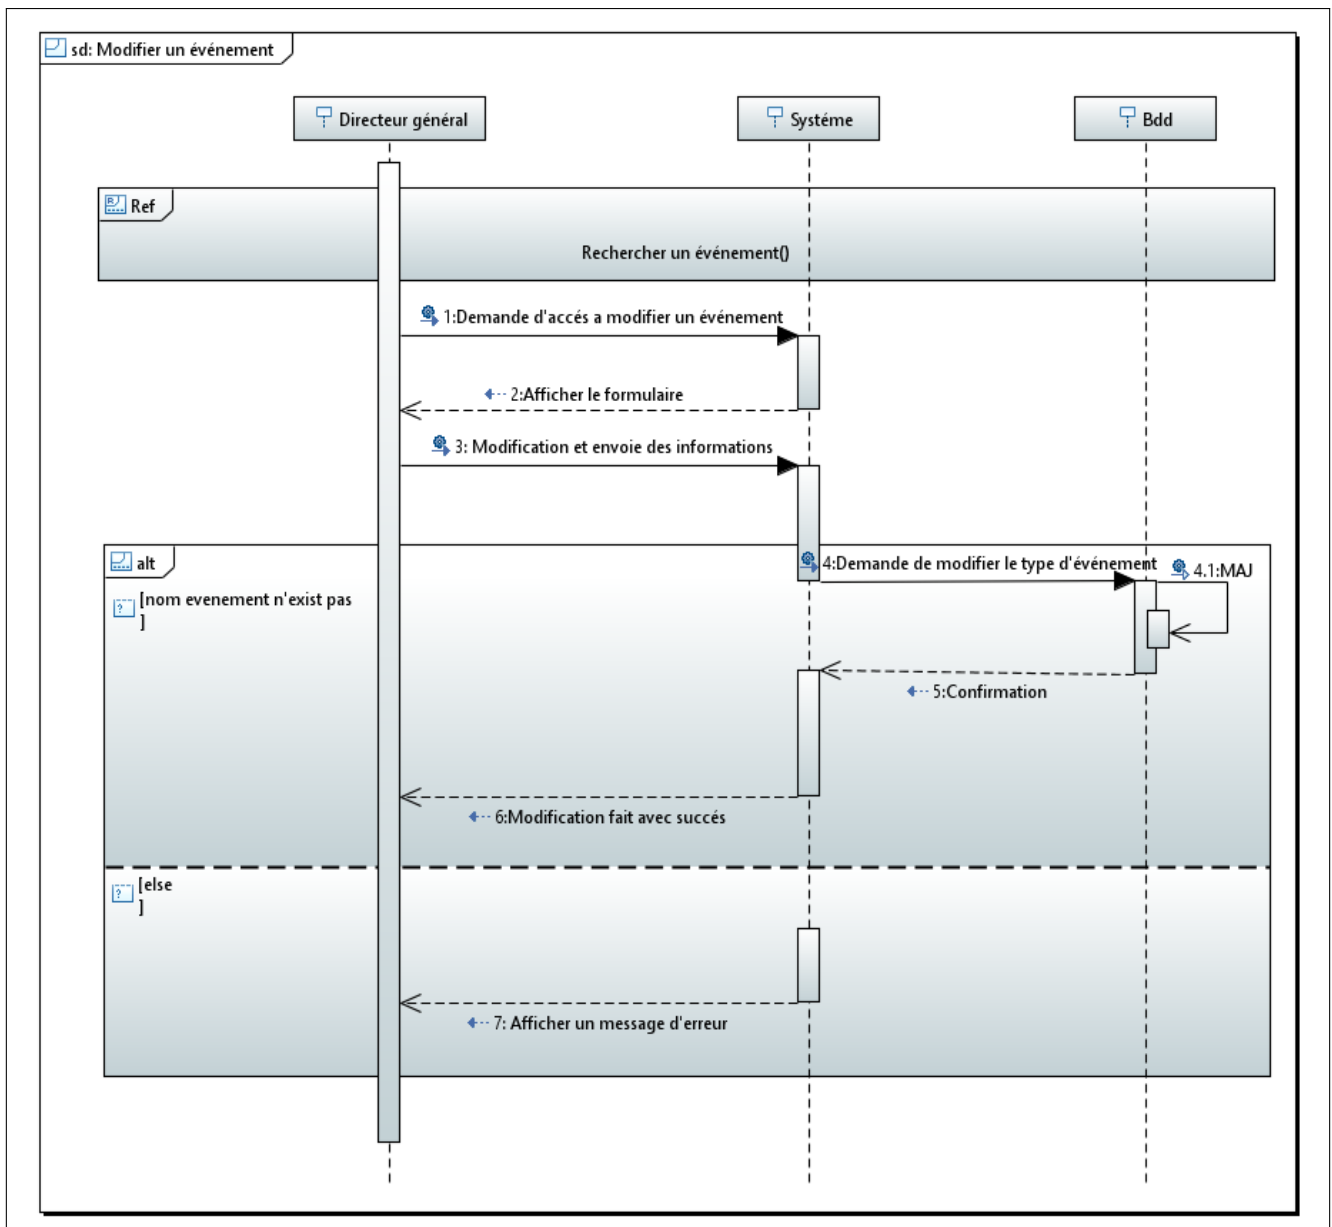 sd: Modifier un événement
Directeur général
Systéme
Bdd
Ref
Rechercher un événement()
1:Demande d'accés a modifier un événement
2:Afficher le formulaire
3: Modification et envoie des informations
alt
4:Demande de modifier le type d'événement
4.1:MAJ
[nom evenement n'exist pas
]
5:Confirmation
6:Modification fait avec succés
[else
]
7: Afficher un message d'erreur